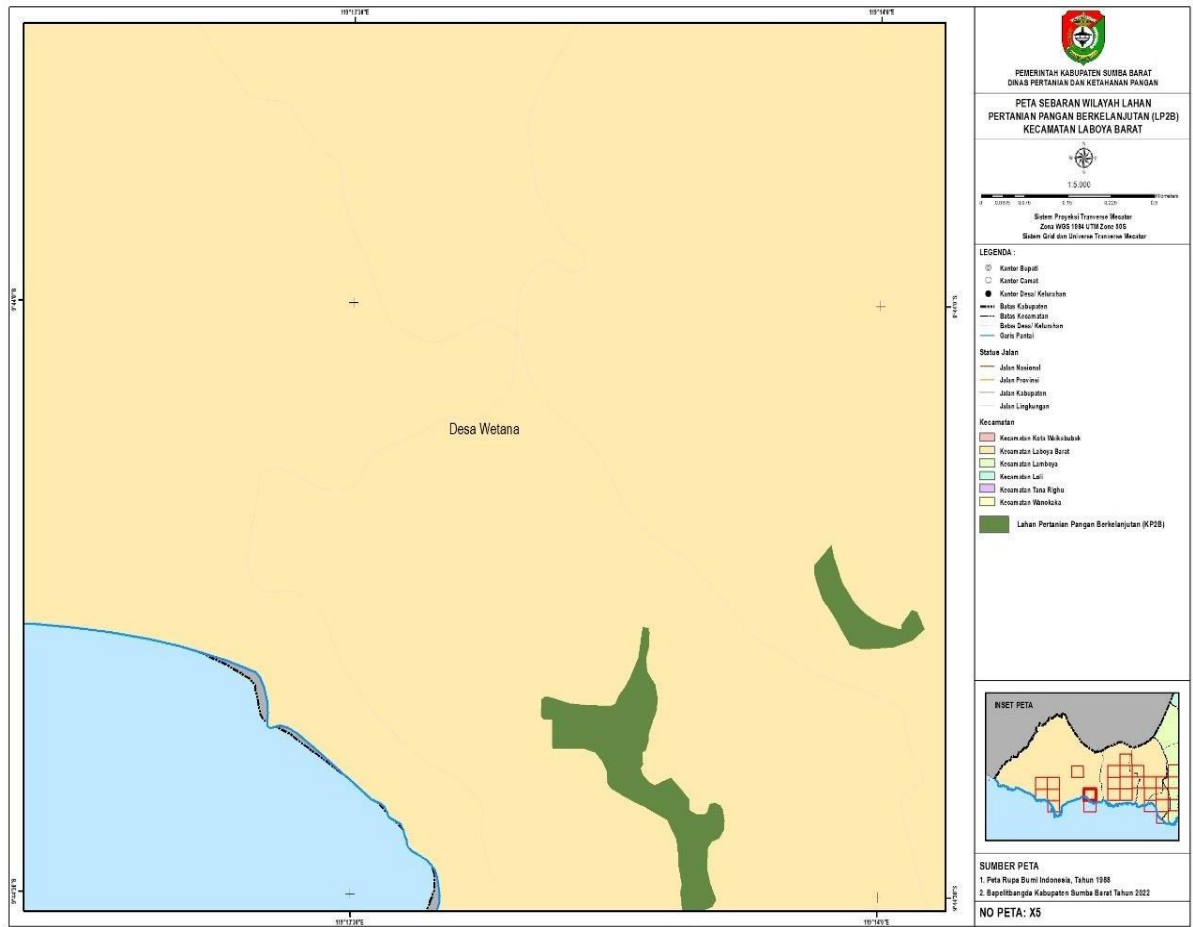 PEMERINTAH KABUPATEN SUMBA BARAT
DINAS PERTANIAN DAN KETAHANAN PANGAN
PETA SEBARAN WILAYAH LAHAN
PERTANIAN PANGAN BERKELANJUTAN (LP2B)
KECAMATAN LABOYA BARAT
1:5.000
Sistem Proyeksi Tranverse Mecator
Zona WGS 1984 UTM Zone 50S
Sistem Grid dan Universe Tranverse Mecator
LEGENDA :
Kantor Bupati
Kantor Camat
Kantor Desa/ Kelurahan
Batas Kabupaten
Batas Kecamatan
Batas Desa/ Kelurahan
Garis Pantai
Status Jalan
Jalan Nasional
Jalan Provinsi
Jalan Kabupaten
Jalan Lingkungan
Kecamatan
Kecamatan Kota Waikabubak
Kecamatan Laboya Barat
Kecamatan Lamboya
Kecamatan Loli
Kecamatan Tana Righu
Kecamatan Wanokaka
Lahan Pertanian Pangan Berkelanjutan (KP2B)
INSET PETA
SUMBER PETA
1. Peta Rupa Bumi Indonesia, Tahun 1988
2. Bapelitbangda Kabupaten Sumba Barat Tahun 2022
NO PETA: X5
Desa Wetana